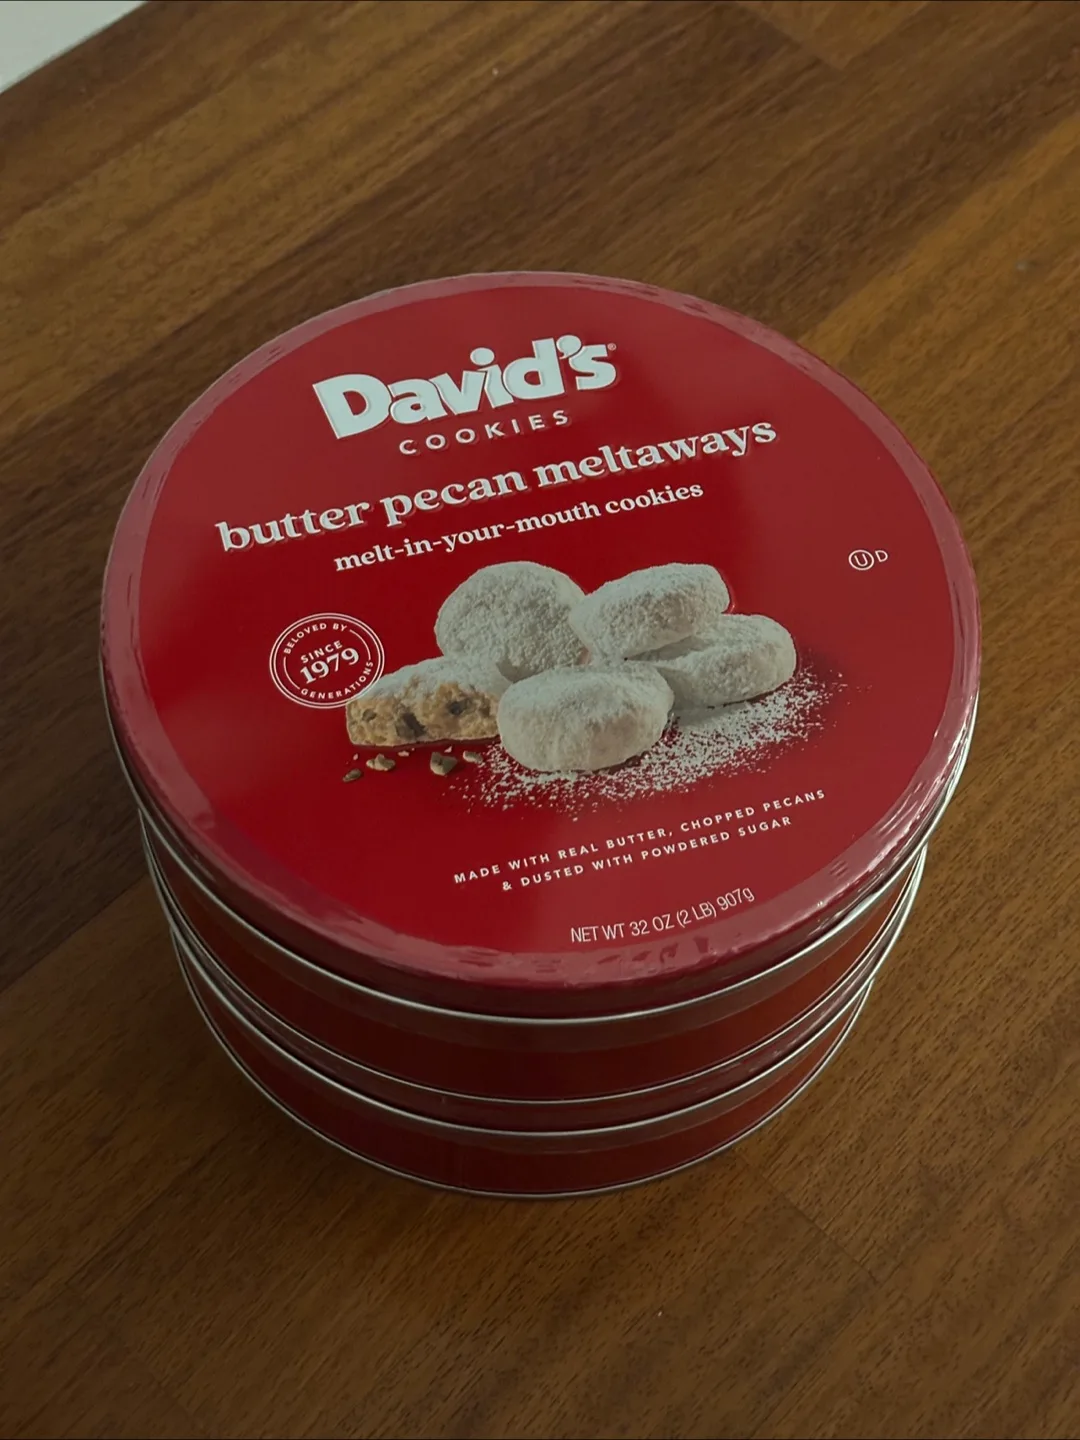 David's®
COOKIES
butter pecan meltaways
melt-in-your-mouth cookies
U D
BELOVED BY
SINCE
1979
GENERATIONS
MADE WITH REAL BUTTER, CHOPPED PECANS
& DUSTED WITH POWDERED SUGAR
NET WT 32 OZ (2 LB) 907g